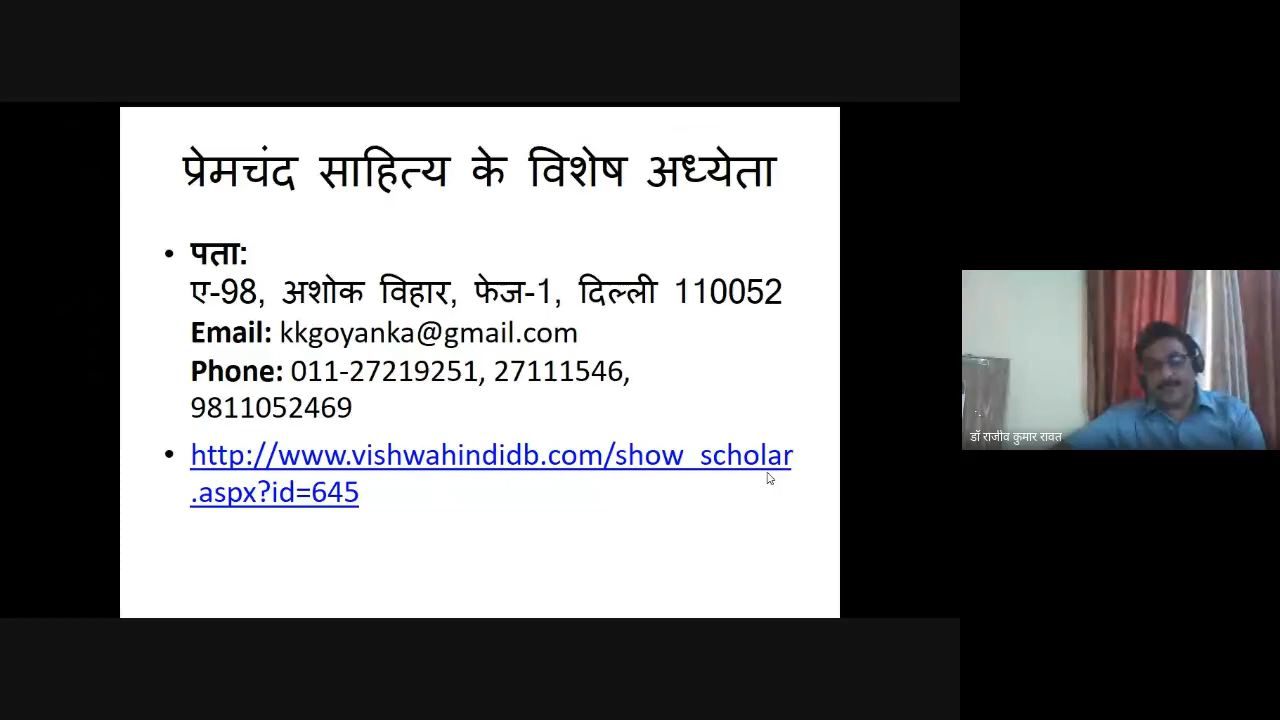 प्रेमचंद साहित्य के विशेष अध्येता
• पता:
ए-98, अशोक विहार, फेज-1, दिल्ली 110052
Email: kkgoyanka@gmail.com
Phone: 011-27219251, 27111546,
9811052469
• http://www.vishwahindidb.com/show_scholar
.aspx?id=645
डॉ राजीव कुमार रावत